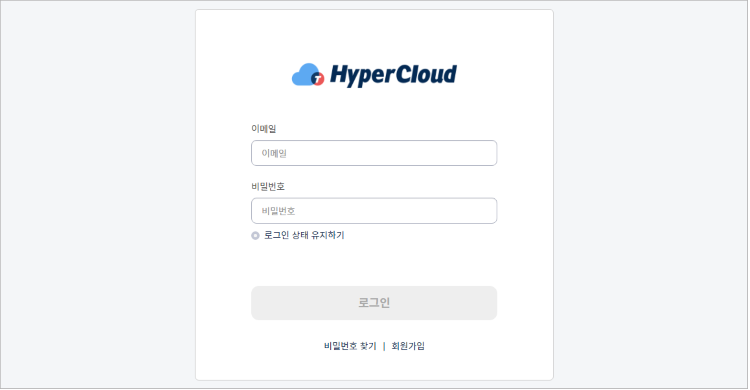 HyperCloud
이메일
이메일
비밀번호
비밀번호
로그인 상태 유지하기
로그인
비밀번호 찾기 | 회원가입